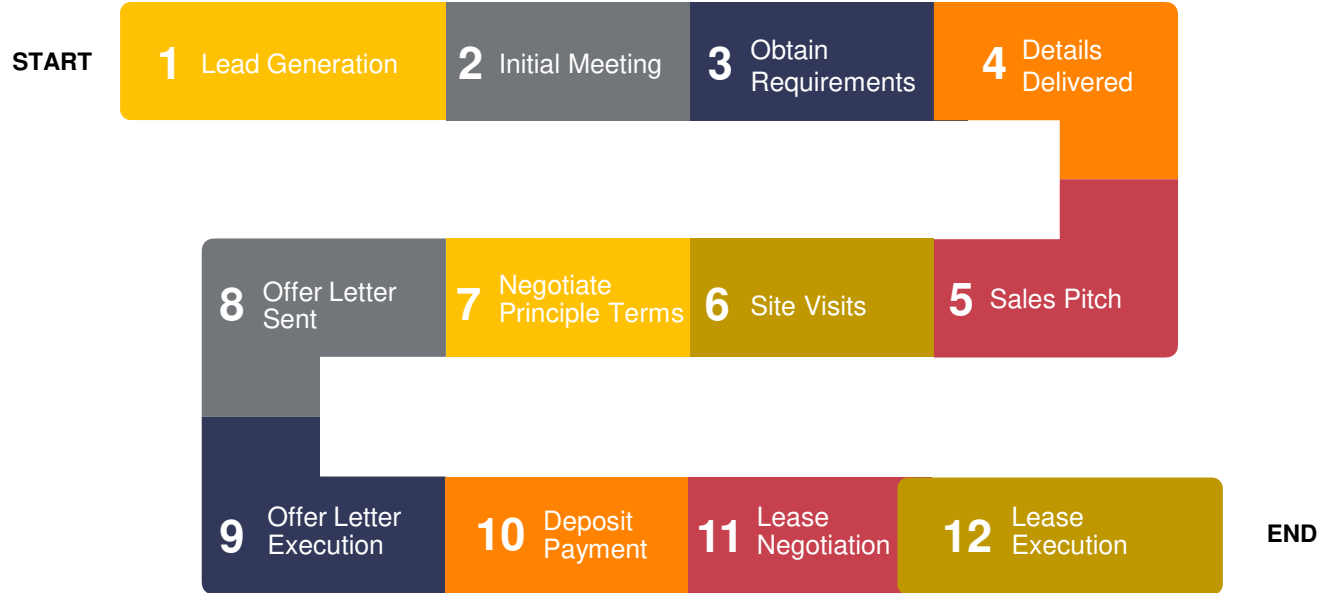 START
1 Lead Generation
2 Initial Meeting
3 Obtain
Requirements
4 Details
Delivered
5 Sales Pitch
6 Site Visits
7 Negotiate
Principle Terms
8 Offer Letter
Sent
9 Offer Letter
Execution
10 Deposit
Payment
11 Lease
Negotiation
12 Lease
Execution
END